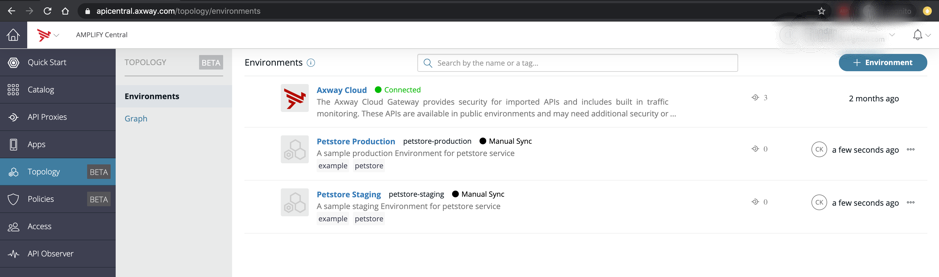 apicentral.axway.com/topology/environments
AMPLIFY Central
Quick Start
Catalog
API Proxies
Apps
Topology BETA
Policies BETA
Access
API Observer
TOPOLOGY BETA
Environments
Graph
Environments
Search by the name or a tag...
+ Environment
Axway Cloud Connected
The Axway Cloud Gateway provides security for imported APIs and includes built in traffic
monitoring. These APIs are available in public environments and may need additional security or ...
3
2 months ago
Petstore Production petstore-production Manual Sync
A sample production Environment for petstore service
example petstore
0
CK a few seconds ago
Petstore Staging petstore-staging Manual Sync
A sample staging Environment for petstore service
example petstore
0
CK a few seconds ago